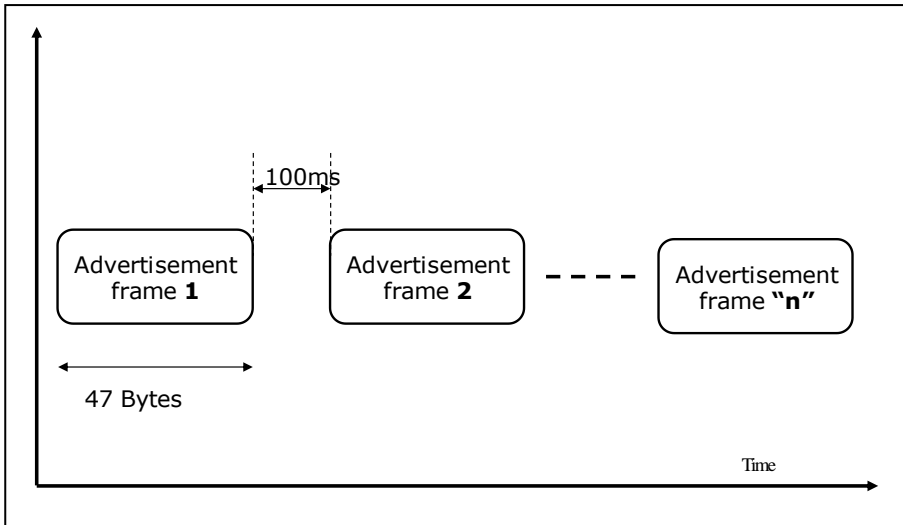 100ms
Advertisement
frame 1
Advertisement
frame 2
Advertisement
frame “n”
47 Bytes
Time